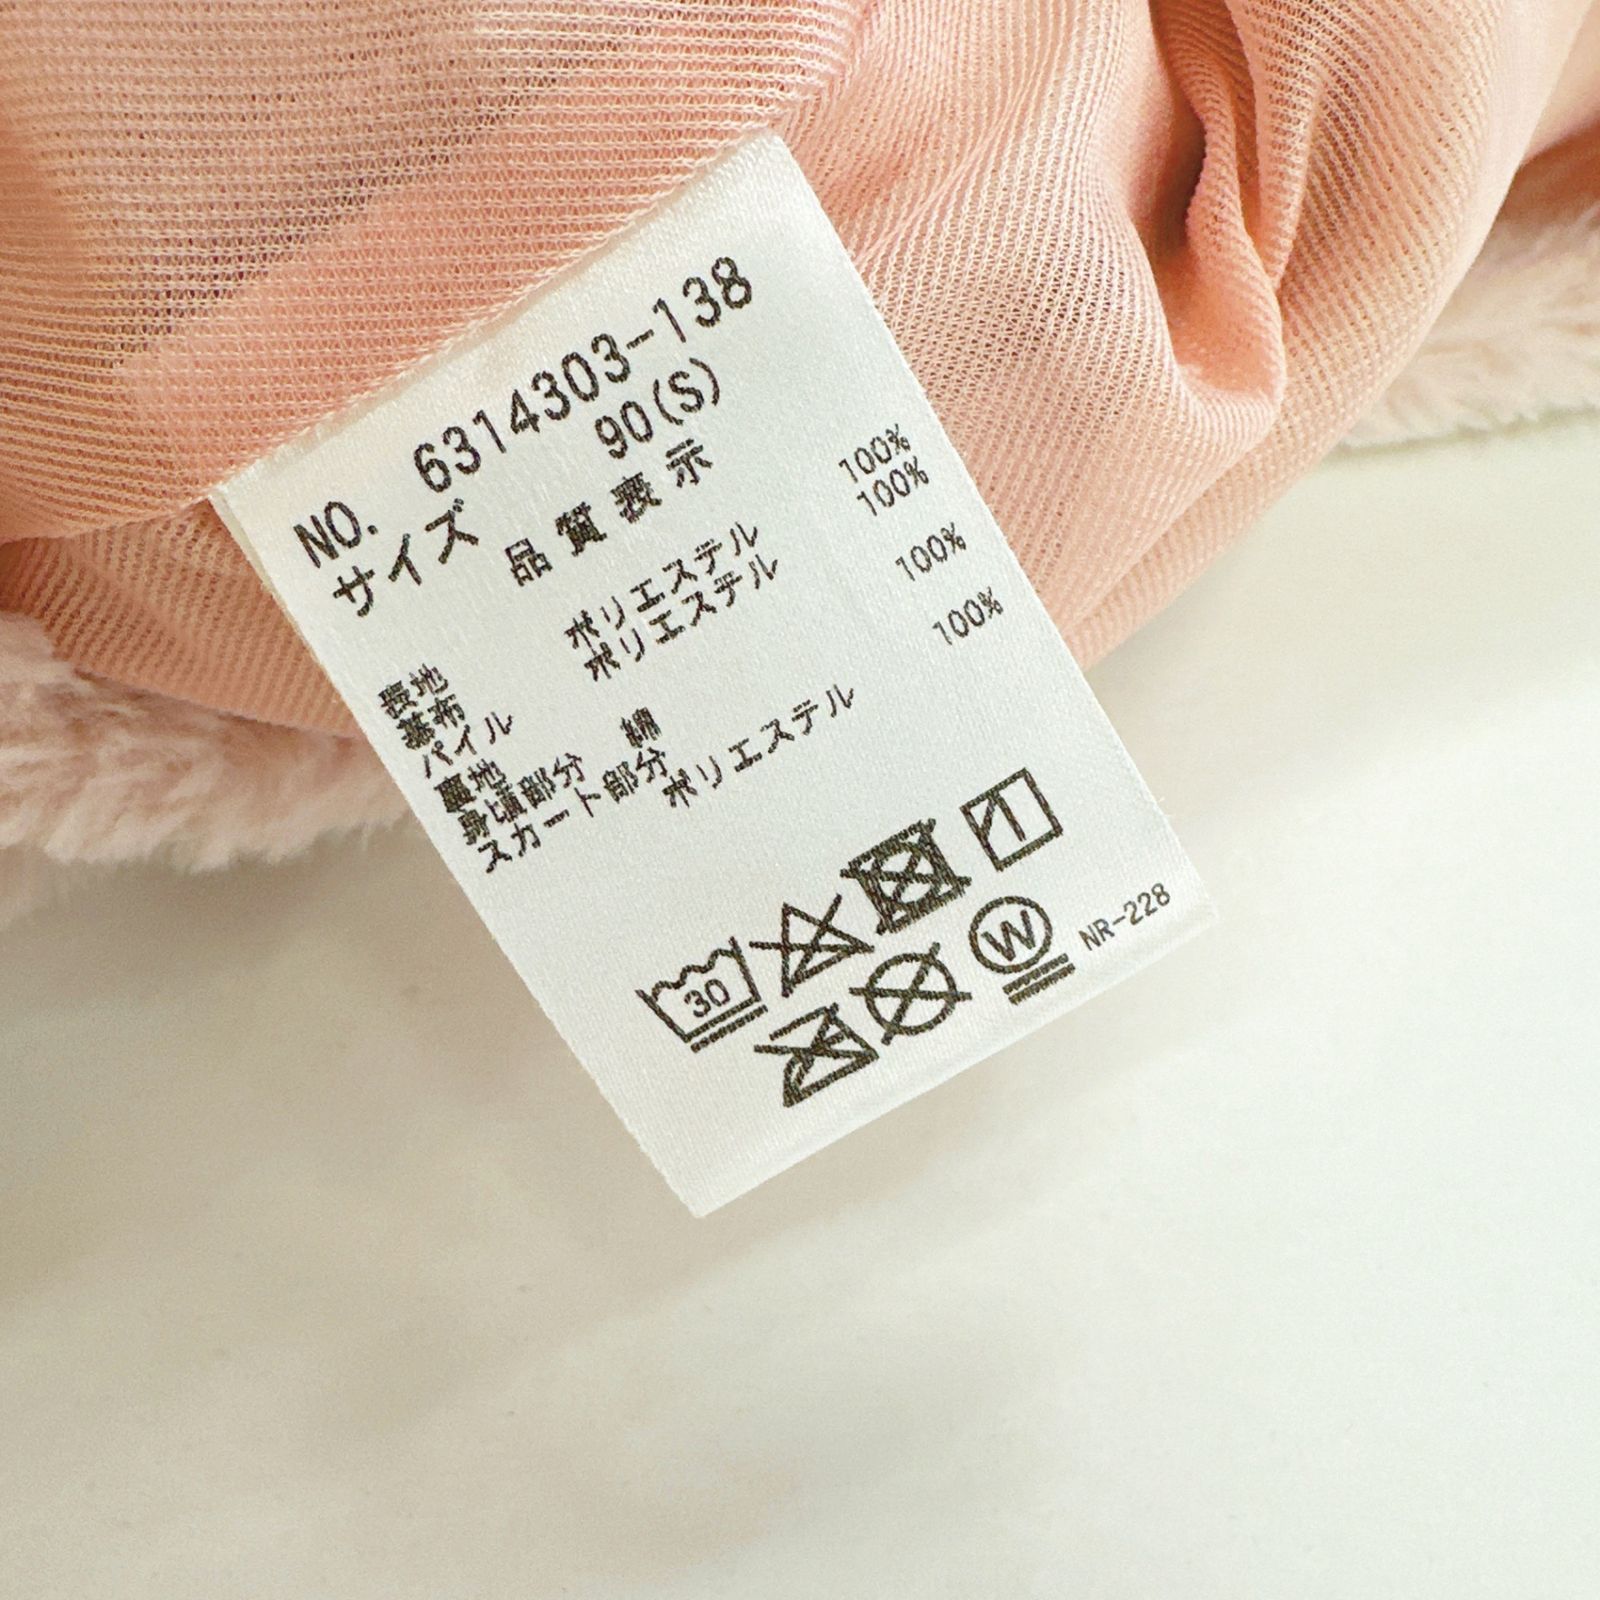 NO. 6314303-138
サイズ 90(S)
品質表示
表地
基布 ポリエステル 100%
パイル ポリエステル 100%
裏地
身頃部分 綿 100%
スカート部分
ポリエステル 100%
30
W
NR-228